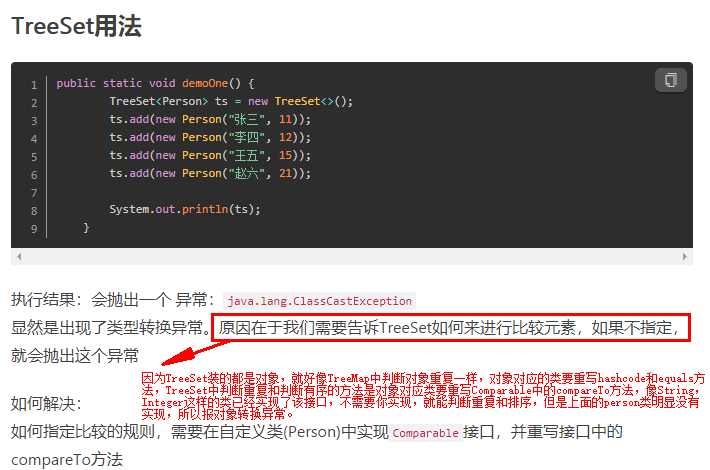 TreeSet用法
1 public static void demoOne() {
2 TreeSet<Person> ts = new TreeSet<>();
3 ts.add(new Person("张三", 11));
4 ts.add(new Person("李四", 12));
5 ts.add(new Person("王五", 15));
6 ts.add(new Person("赵六", 21));
7
8 System.out.println(ts);
9 }
执行结果：会抛出一个 异常：java.lang.ClassCastException
显然是出现了类型转换异常。原因在于我们需要告诉TreeSet如何来进行比较元素，如果不指定，
就会抛出这个异常
因为TreeSet装的都是对象，就好像TreeMap中判断对象重复一样，对象对应的类要重写hashcode和equals方
法，TreeSet中判断重复和判断有序的方法是对象对应类要重写Comparable中的compareTo方法，像String，
Integer这样的类已经实现了该接口，不需要你实现，就能判断重复和排序，但是上面的person类明显没有
实现，所以报对象转换异常。
如何解决：
如何指定比较的规则，需要在自定义类(Person)中实现 Comparable 接口，并重写接口中的
compareTo方法